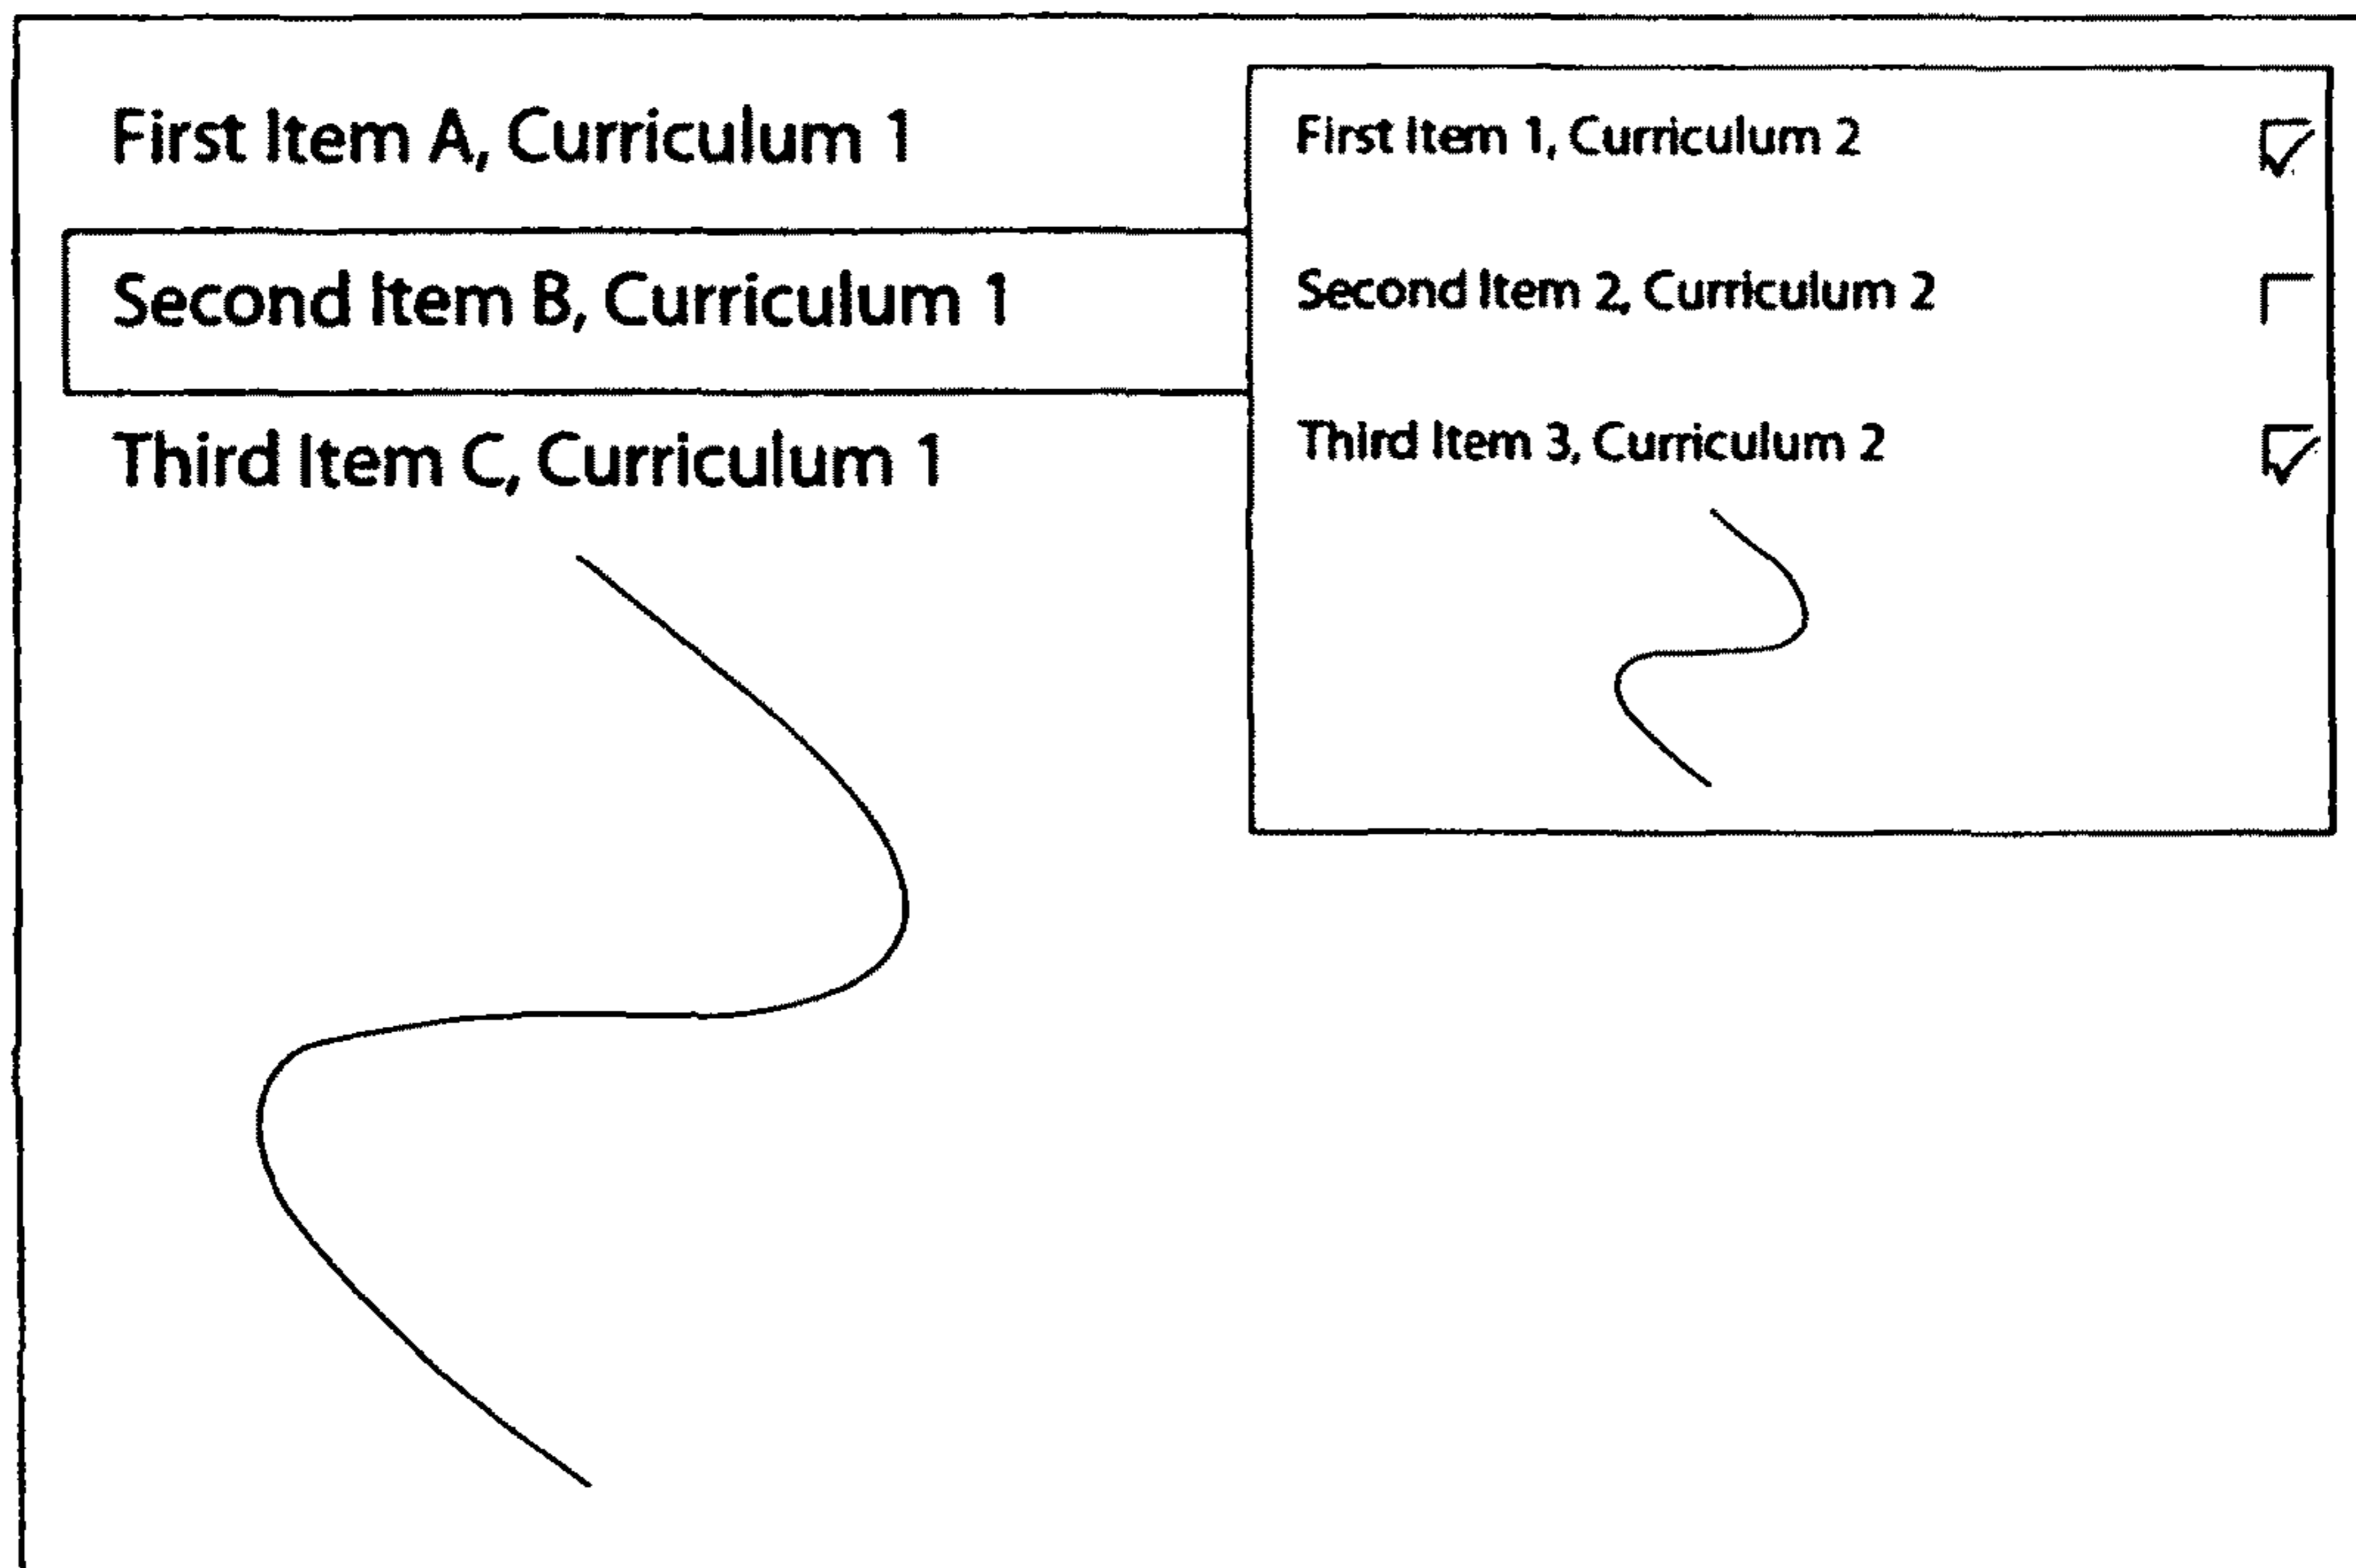 First Item A, Curriculum 1
Second Item B, Curriculum 1
Third Item C, Curriculum 1
First Item 1, Curriculum 2
Second Item 2, Curriculum 2
Third Item 3, Curriculum 2